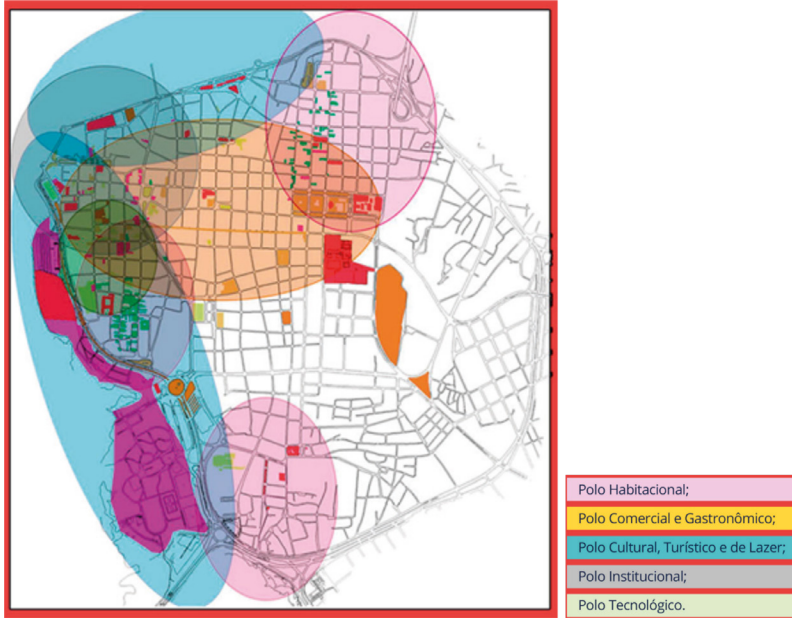 Polo Habitacional;
Polo Comercial e Gastronômico;
Polo Cultural, Turístico e de Lazer;
Polo Institucional;
Polo Tecnológico.